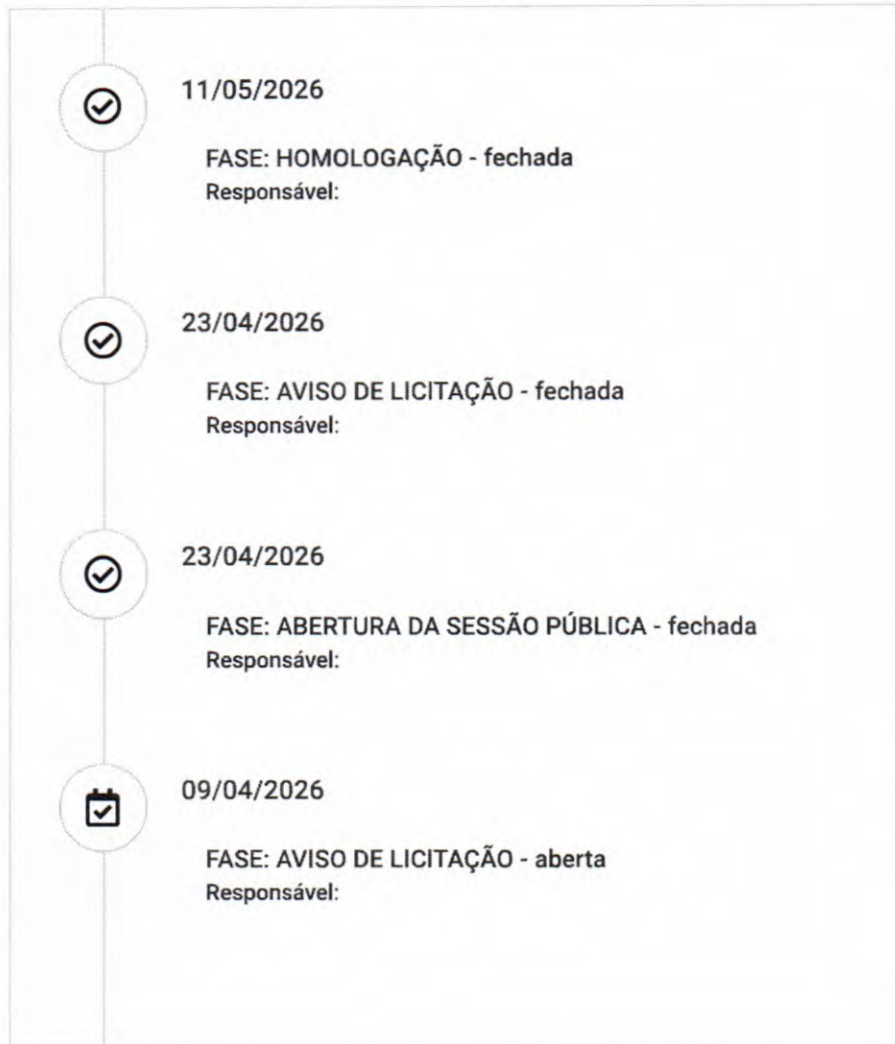 11/05/2026
FASE: HOMOLOGAÇÃO - fechada
Responsável:
23/04/2026
FASE: AVISO DE LICITAÇÃO - fechada
Responsável:
23/04/2026
FASE: ABERTURA DA SESSÃO PÚBLICA - fechada
Responsável:
09/04/2026
FASE: AVISO DE LICITAÇÃO - aberta
Responsável: